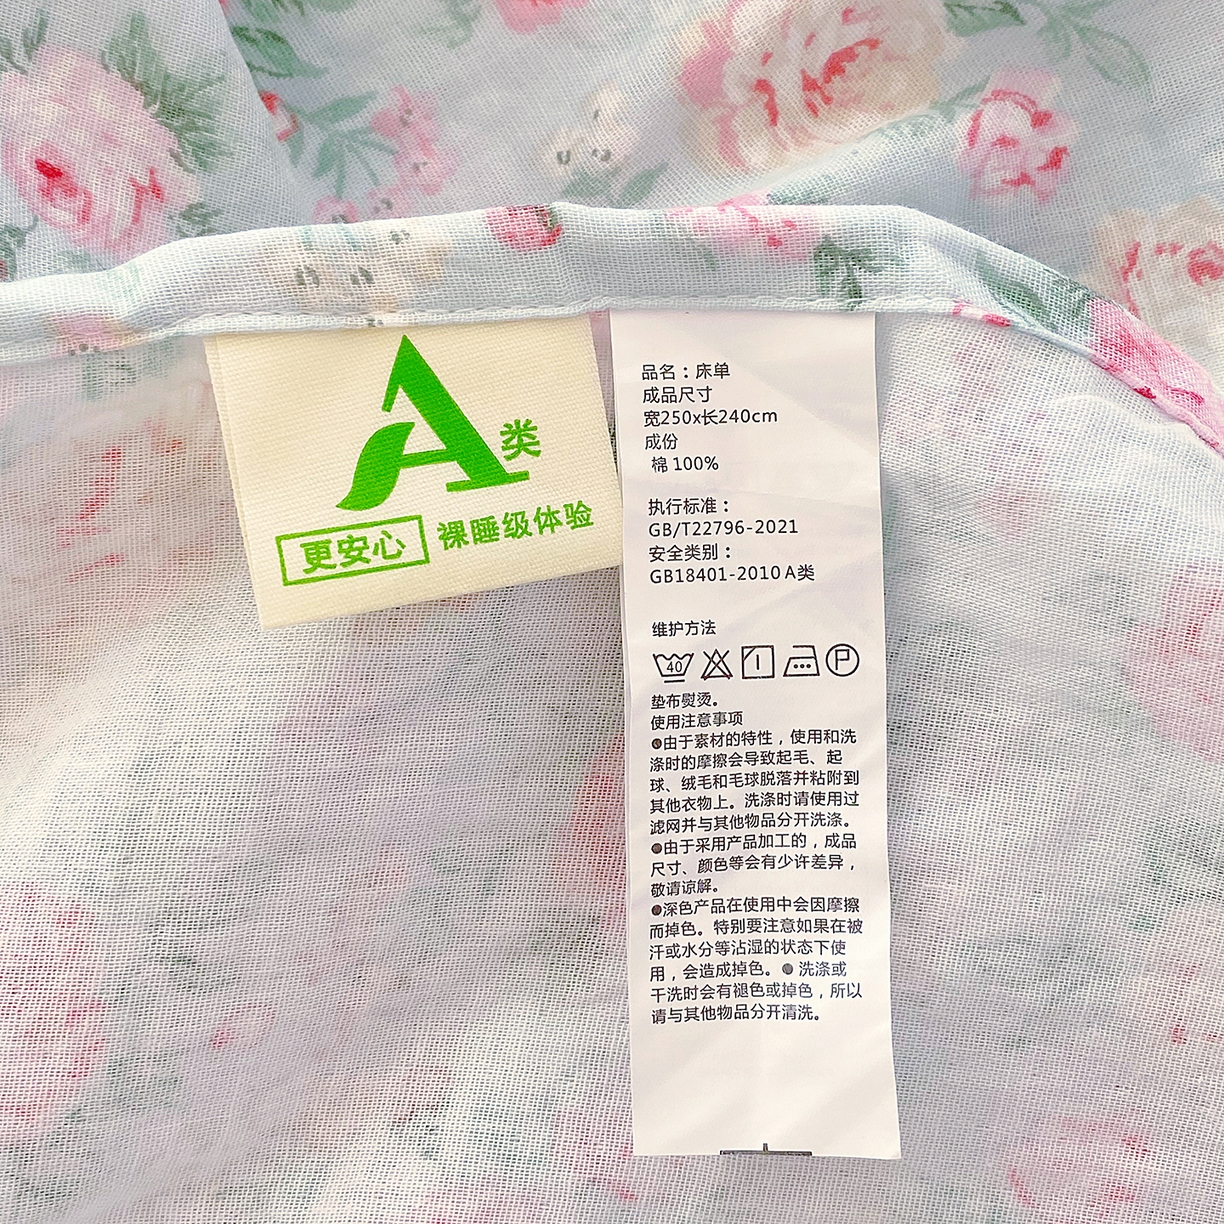 A类
更安心 裸睡级体验
品名：床单
成品尺寸
宽250x长240cm
成份
棉 100%
执行标准：
GB/T22796-2021
安全类别：
GB18401-2010 A类
维护方法
40 P
垫布熨烫。
使用注意事项
●由于素材的特性，使用和洗
涤时的摩擦会导致起毛、起
球、绒毛和毛球脱落并粘附到
其他衣物上。洗涤时请使用过
滤网并与其他物品分开洗涤。
●由于采用产品加工的，成品
尺寸、颜色等会有少许差异，
敬请谅解。
●深色产品在使用中会因摩擦
而掉色。特别要注意如果在被
汗或水分等沾湿的状态下使
用，会造成掉色。● 洗涤或
干洗时会有褪色或掉色，所以
请与其他物品分开清洗。